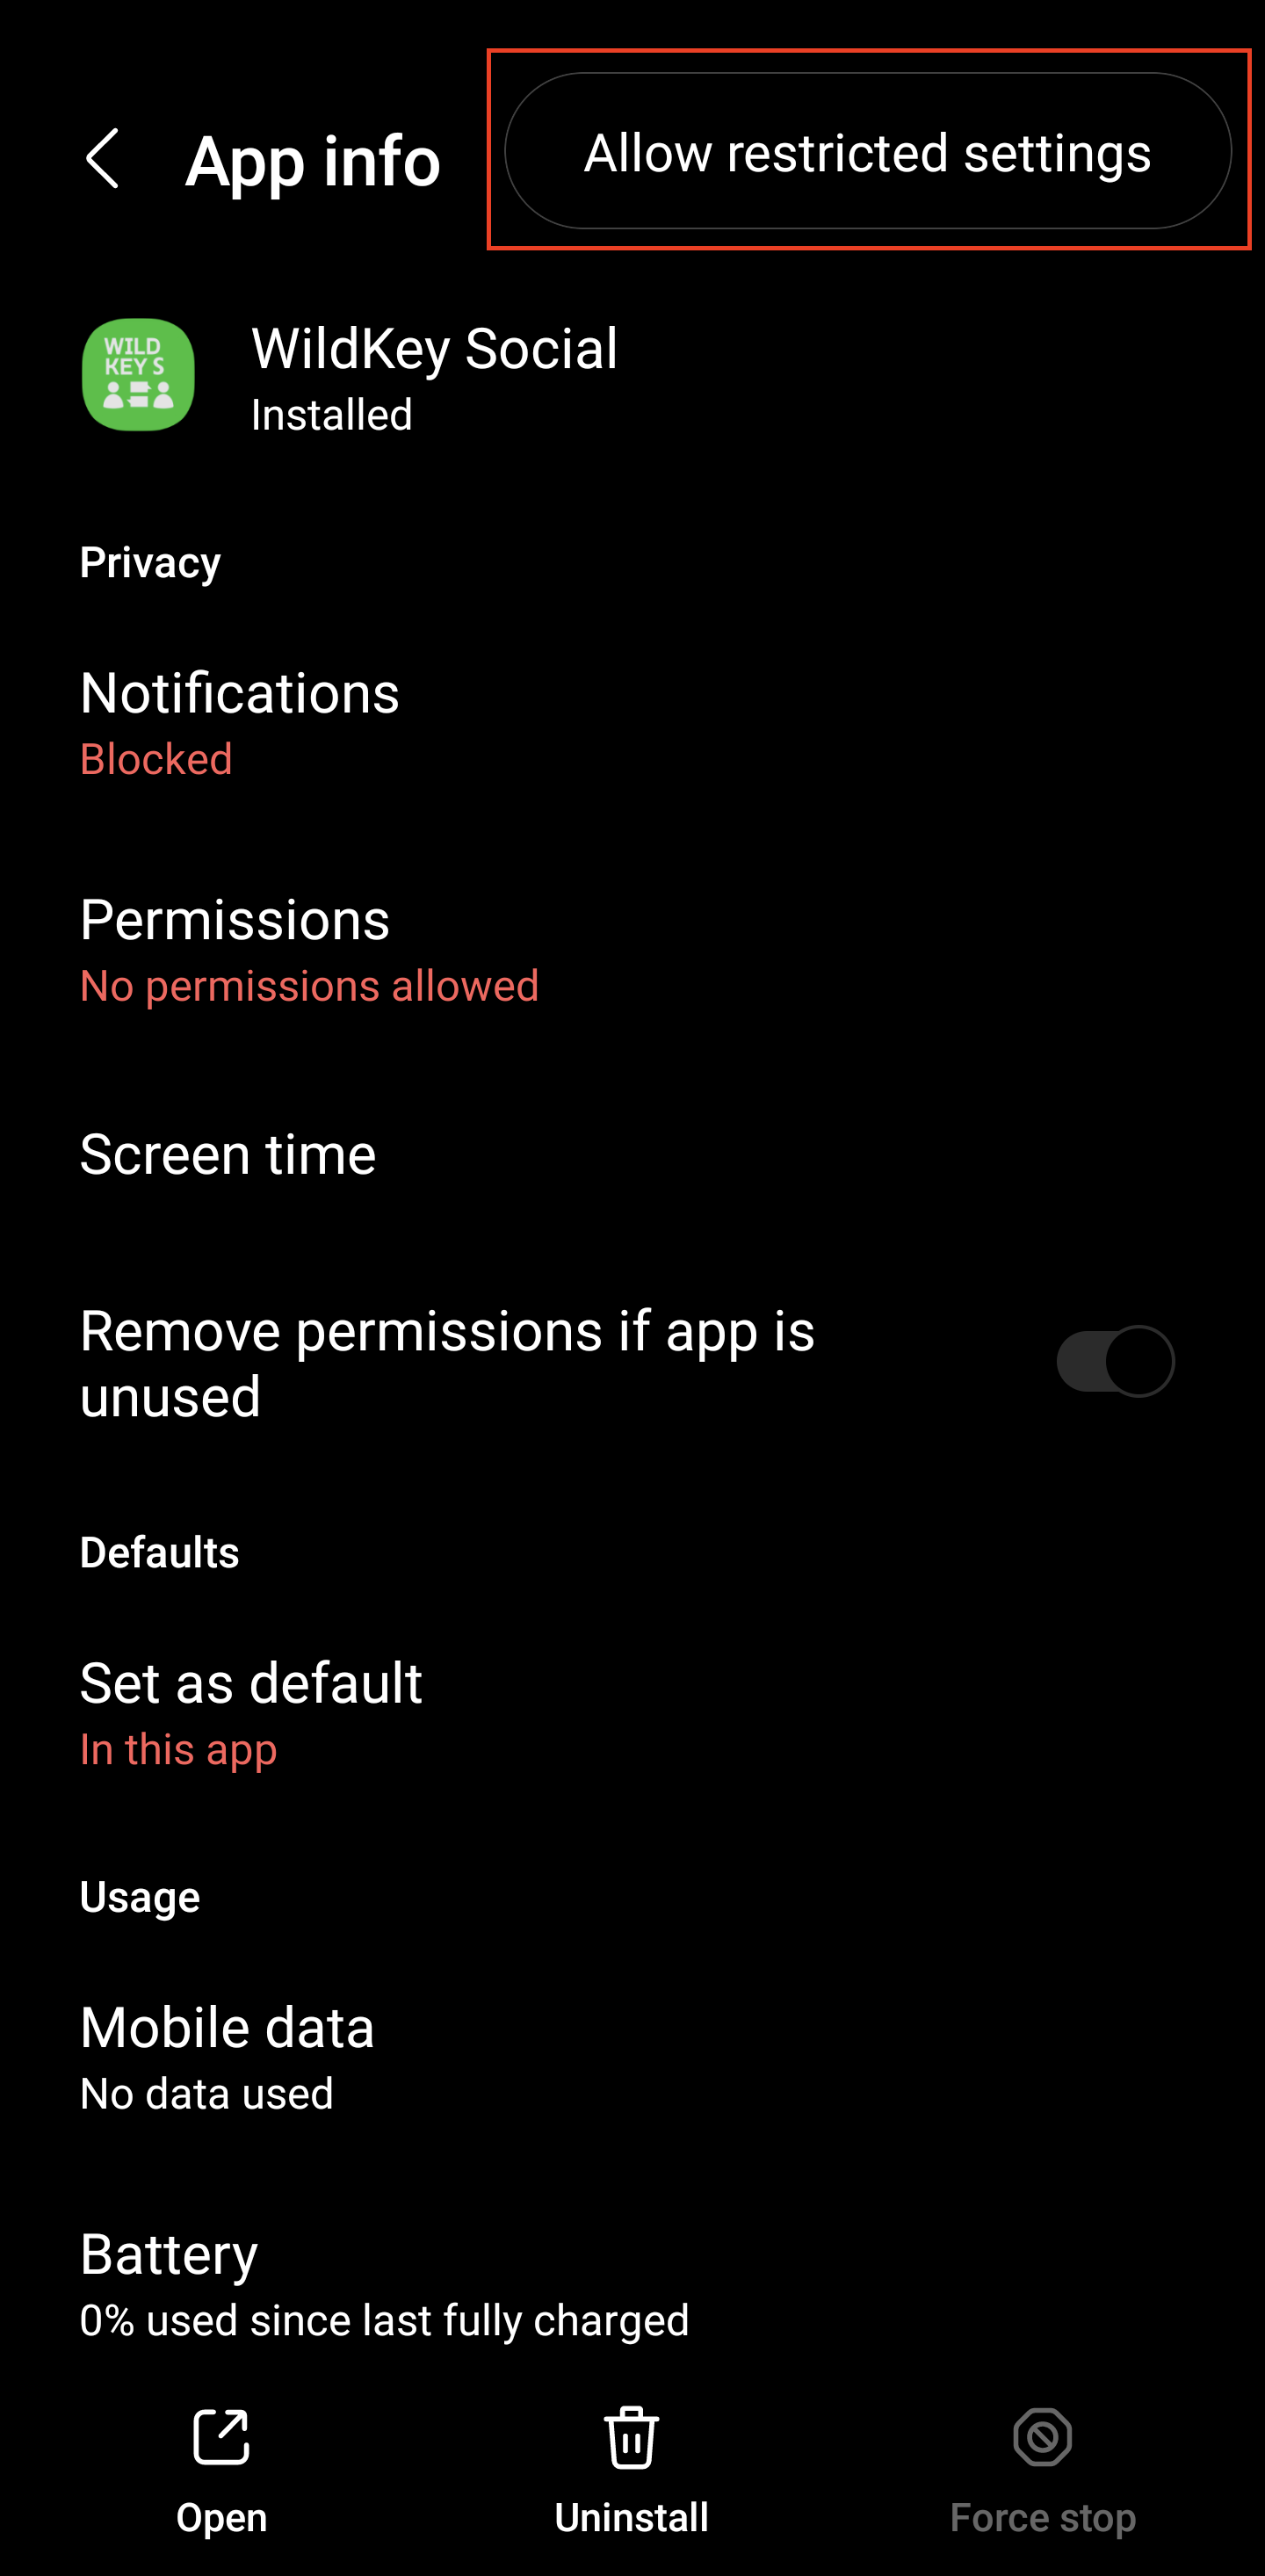 App info
Allow restricted settings
WILD
KEY S
WildKey Social
Installed
Privacy
Notifications
Blocked
Permissions
No permissions allowed
Screen time
Remove permissions if app is
unused
Defaults
Set as default
In this app
Usage
Mobile data
No data used
Battery
0% used since last fully charged
Open
Uninstall
Force stop